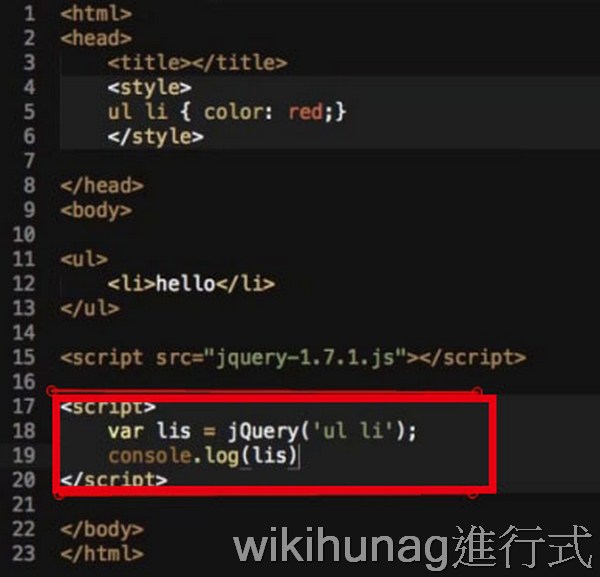 1 <html>
2 <head>
3 <title></title>
4 <style>
5 ul li { color: red;}
6 </style>
7
8 </head>
9 <body>
10
11 <ul>
12 <li>hello</li>
13 </ul>
14
15 <script src="jquery-1.7.1.js"></script>
16
17 <script>
18 var lis = jQuery('ul li');
19 console.log(lis)
20 </script>
21
22 </body>
23 </html>
wikihunag進行式